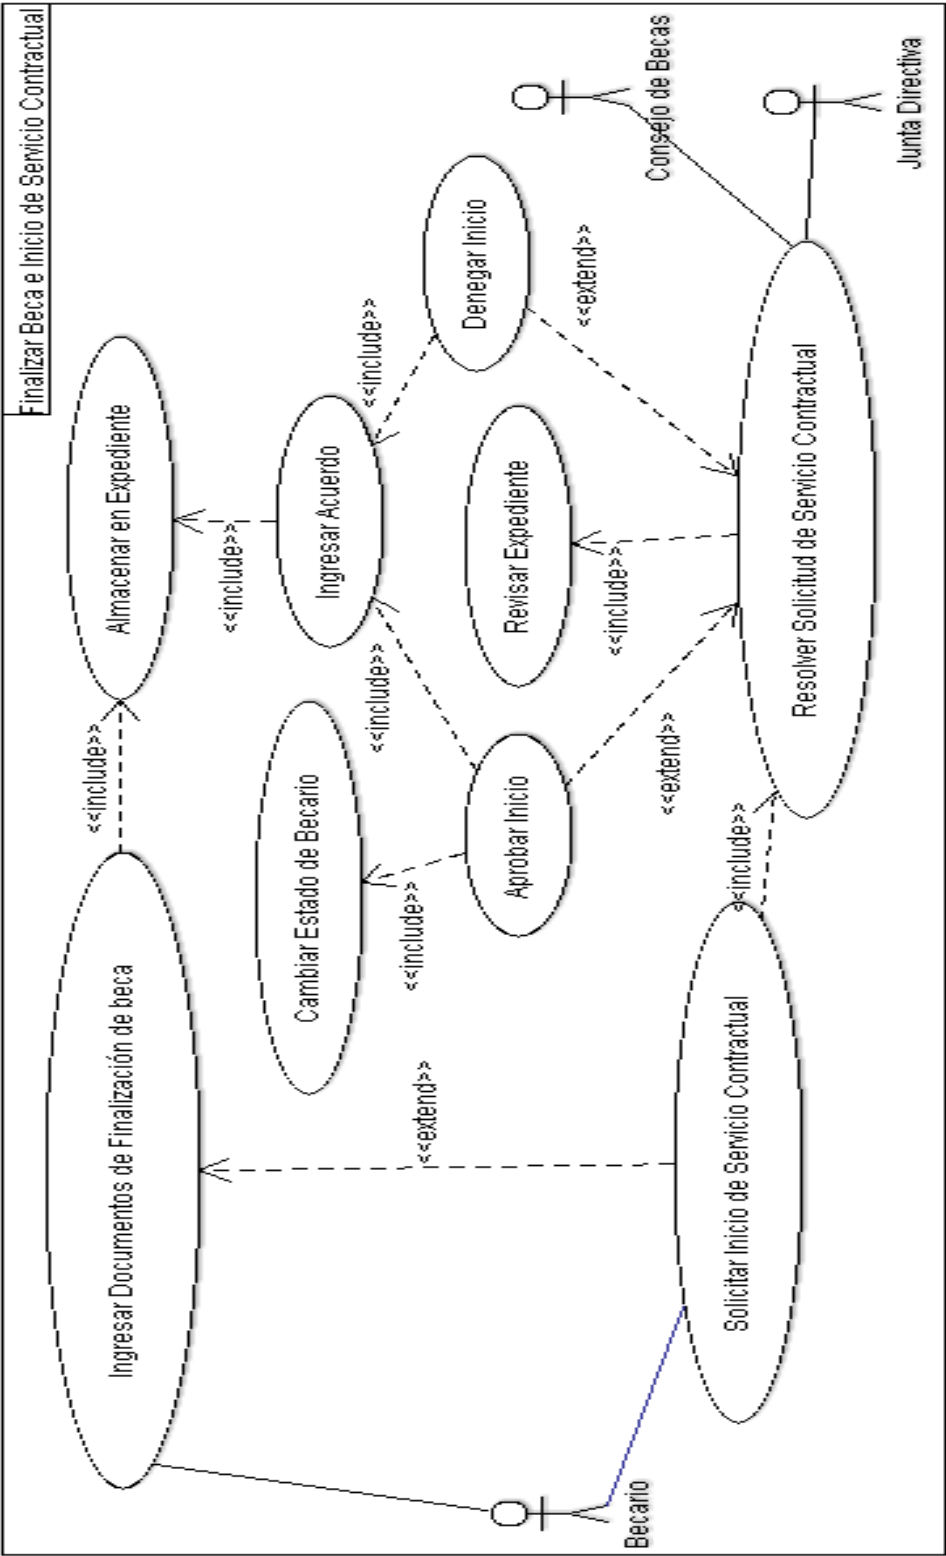 Finalizar Beca e Inicio de Servicio Contractual
Ingresar Documentos de Finalización de beca
<<include>>
Almacenar en Expediente
<<include>>
Cambiar Estado de Becario
Ingresar Acuerdo
<<include>>
<<include>>
<<include>>
<<extend>>
Denegar Inicio
Aprobar Inicio
Revisar Expediente
<<extend>>
<<include>>
<<extend>>
Becario
Consejo de Becas
Solicitar Inicio de Servicio Contractual
<<include>>
Resolver Solicitud de Servicio Contractual
Junta Directiva